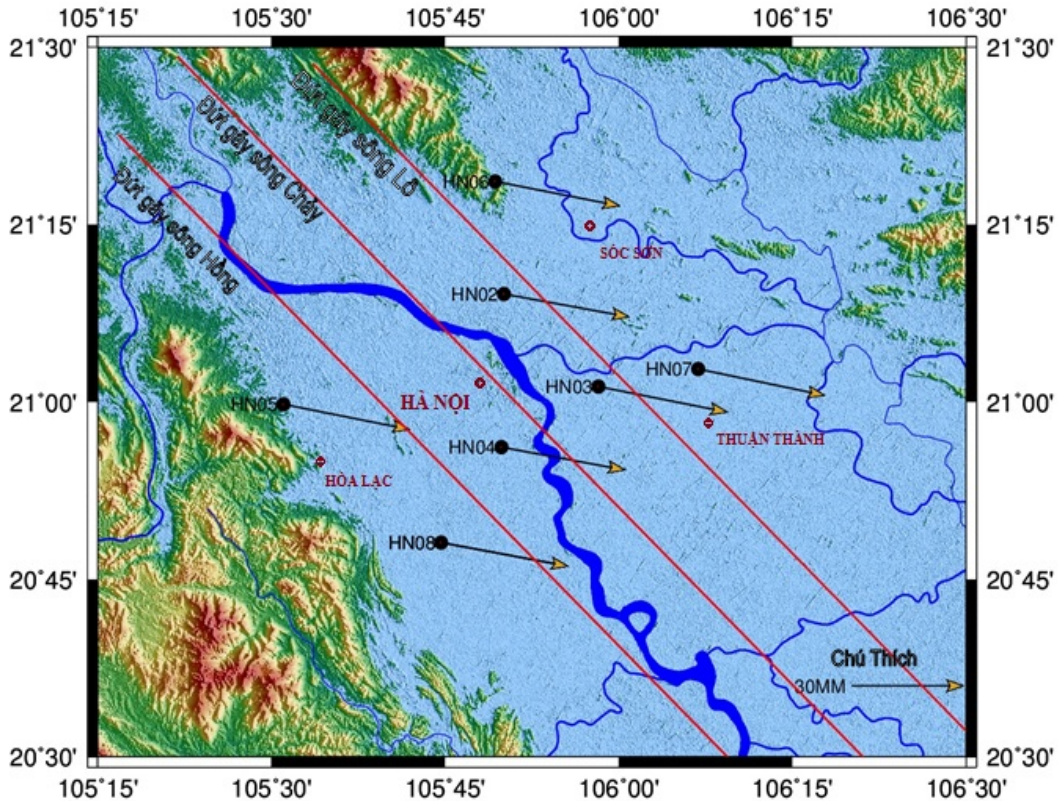 105°15' 105°30' 105°45' 106°00' 106°15' 106°30'
21°30' 21°30'
Đứt gãy sông Lô
Đứt gãy sông Chảy
Đứt gãy sông Hồng
HN06
21°15' 21°15'
SÓC SƠN
HN02
HN07
HN03
21°00' 21°00'
HN05
HÀ NỘI
THUẬN THÀNH
HN04
HÒA LẠC
HN08
20°45' 20°45'
Chú Thích
30MM
20°30' 20°30'
105°15' 105°30' 105°45' 106°00' 106°15' 106°30'